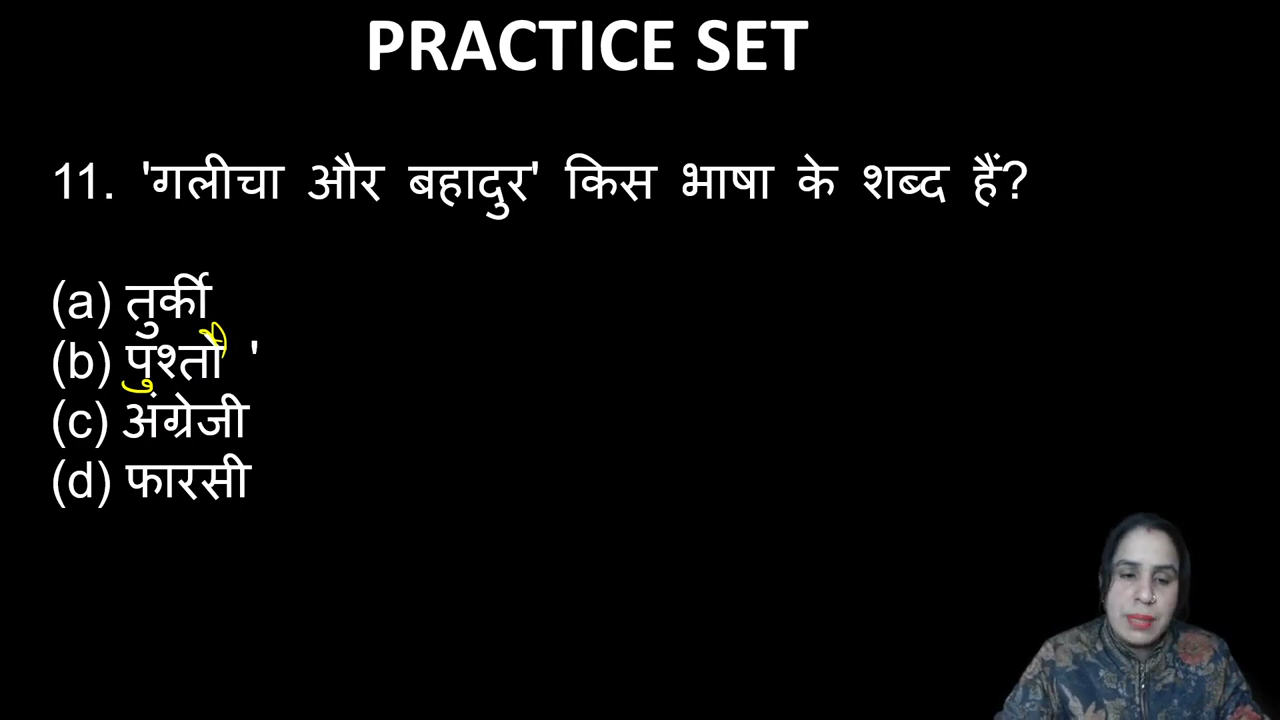 PRACTICE SET
11. 'गलीचा और बहादुर' किस भाषा के शब्द हैं?
(a) तुर्की
(b) पुश्तो '
(c) अंग्रेजी
(d) फारसी